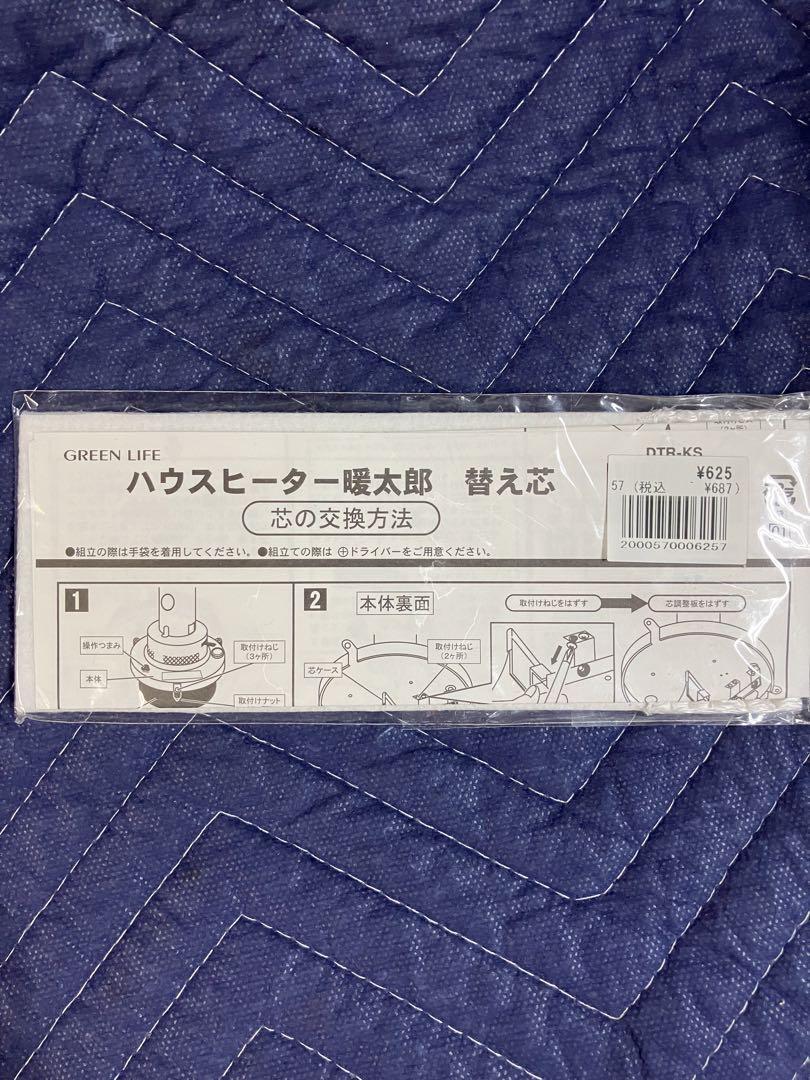 GREEN LIFE
DTR-KS
ハウスヒーター暖太郎 替え芯
芯の交換方法
●組立の際は手袋を着用してください。 ●組立ての際は ⊕ドライバーをご用意ください。
¥625
57 (税込 ¥687)
2000570006257
1
操作つまみ
取付けねじ
(3ヶ所)
本体
取付けナット
2 本体裏面
芯ケース
取付けねじ
(2ヶ所)
取付けねじをはずす
芯調整板をはずす